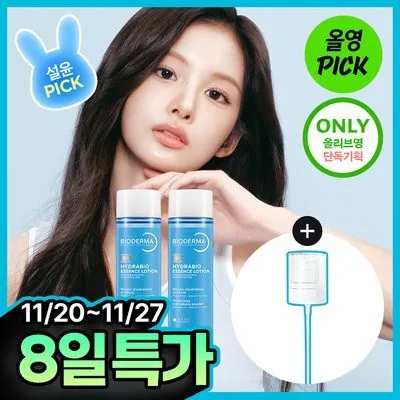 설윤
PICK
올영
PICK
ONLY
올리브영
단독기획
BIODERMA
HYDRABIO
ESSENCE LOTION
BIODERMA
HYDRABIO
ESSENCE LOTION
+
11/20~11/27
8일특가